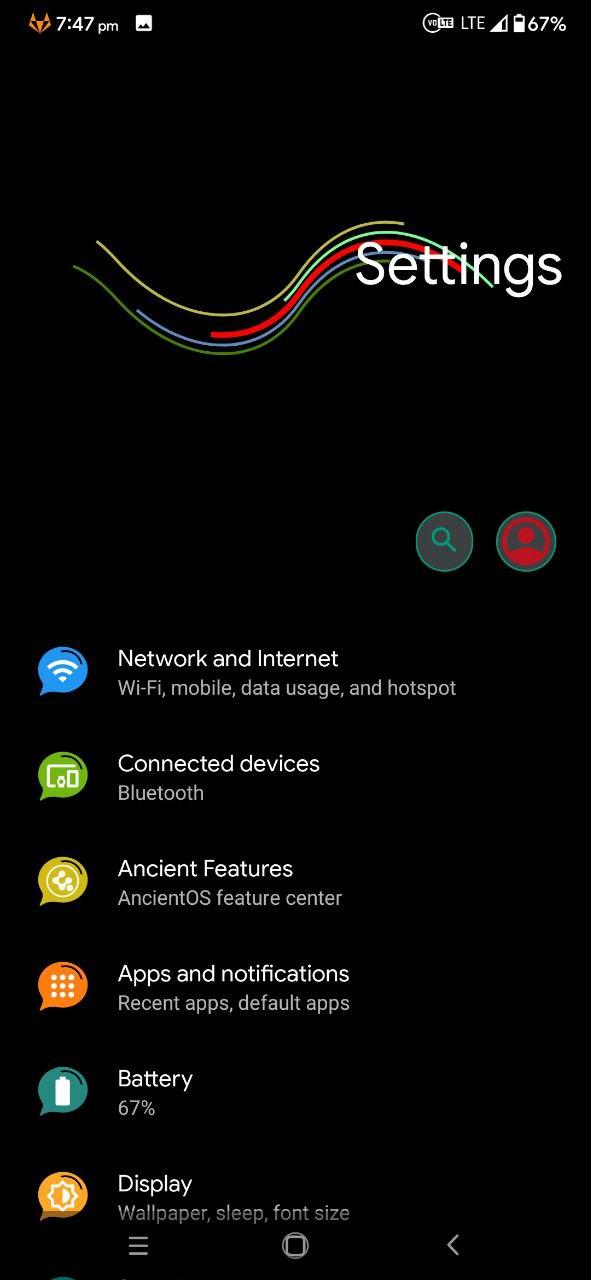 7:47 pm VoLTE LTE 67%
Settings
Network and Internet
Wi-Fi, mobile, data usage, and hotspot
Connected devices
Bluetooth
Ancient Features
AncientOS feature center
Apps and notifications
Recent apps, default apps
Battery
67%
Display
Wallpaper, sleep, font size